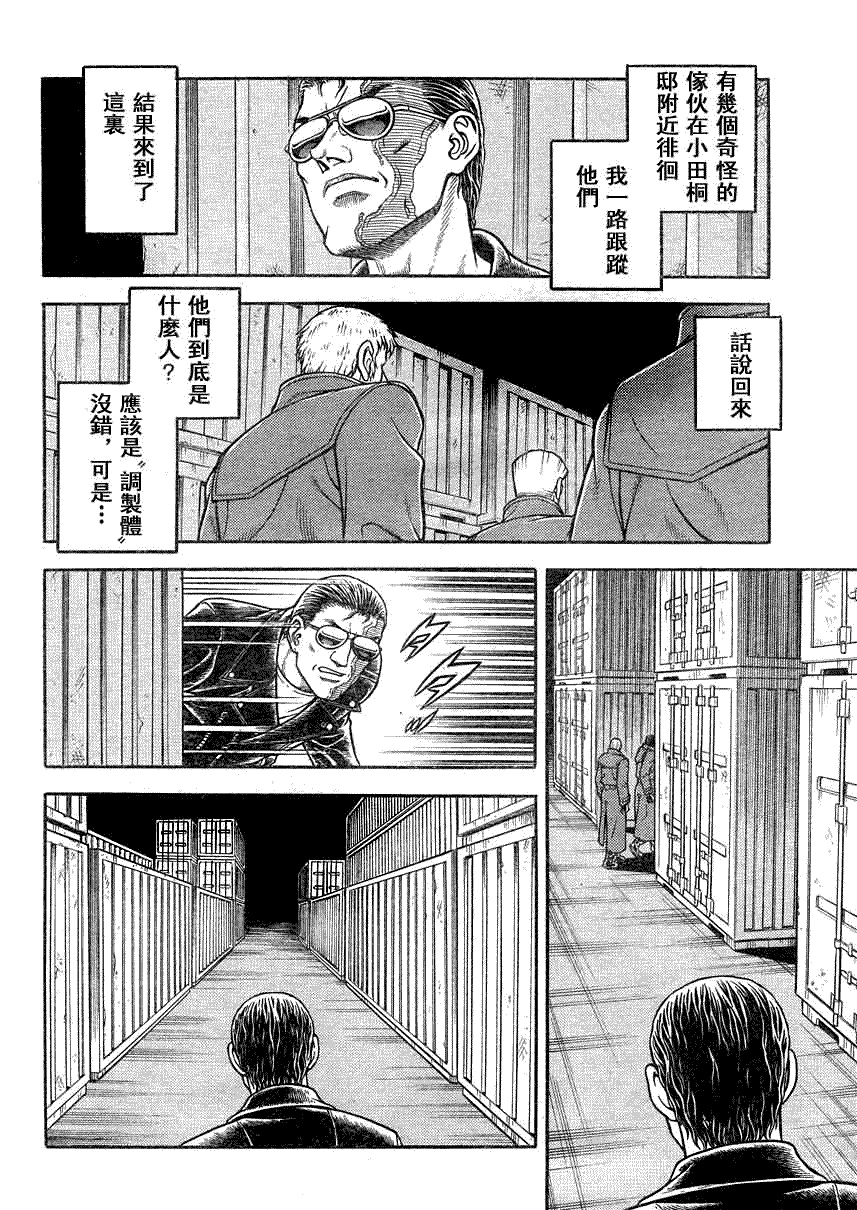 有幾個奇怪的
傢伙在小田桐
邸附近徘徊
我一路跟蹤
他們
結果來到了
這裏
話說回來
他們到底是
什麼人？
應該是〝調製體〞
沒錯，可是…